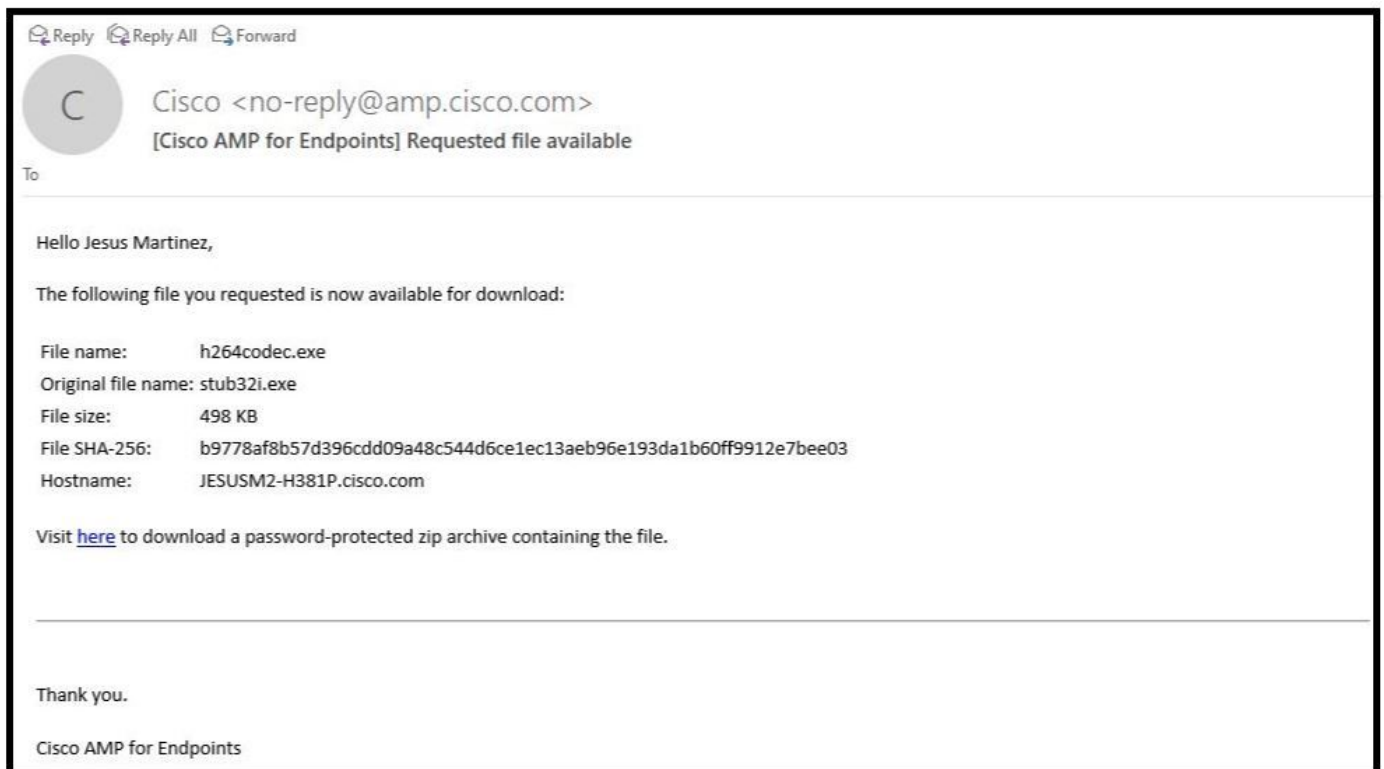 Reply Reply All Forward
C
Cisco <no-reply@amp.cisco.com>
[Cisco AMP for Endpoints] Requested file available
To
Hello Jesus Martinez,
The following file you requested is now available for download:
File name: h264codec.exe
Original file name: stub32i.exe
File size: 498 KB
File SHA-256: b9778af8b57d396cdd09a48c544d6ce1ec13aeb96e193da1b60ff9912e7bee03
Hostname: JESUSM2-H381P.cisco.com
Visit here to download a password-protected zip archive containing the file.
Thank you.
Cisco AMP for Endpoints